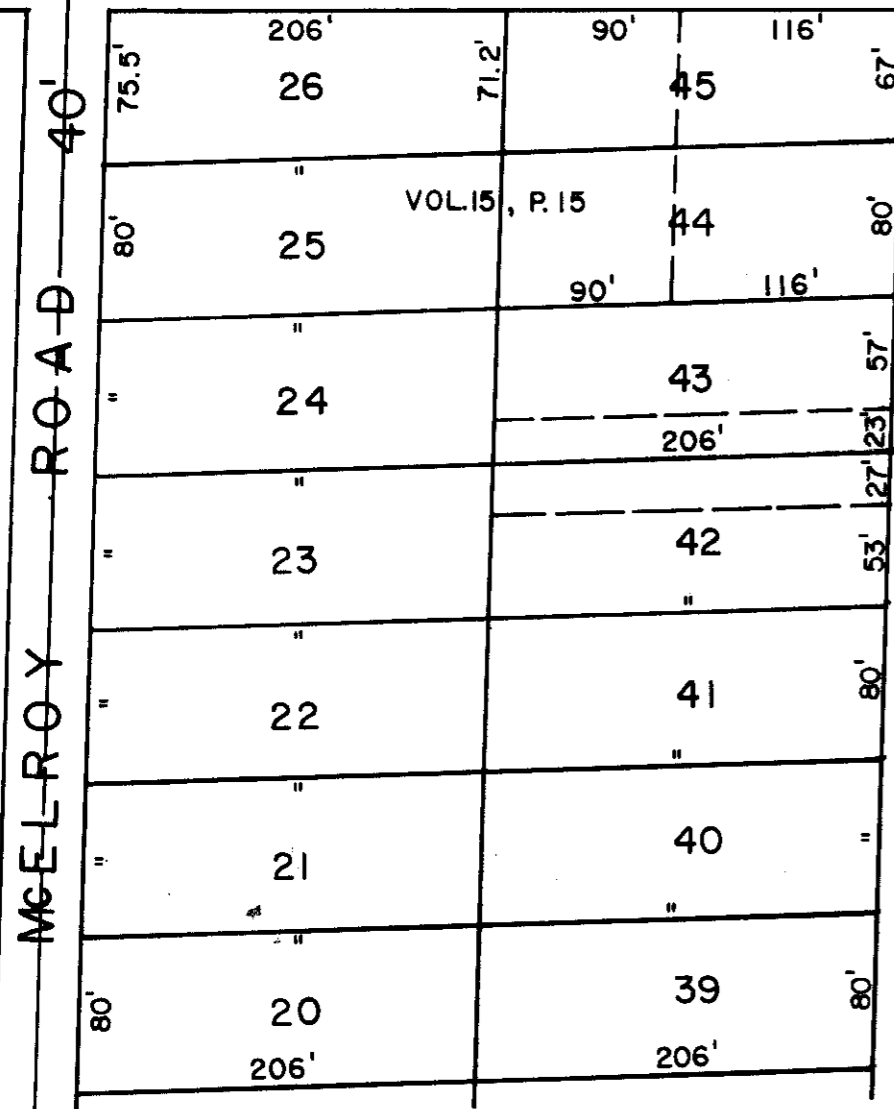 McELROY ROAD 40'
206' 90' 116'
75.5' 26 71.2' 45 67'
"
VOL.15, P. 15
80' 25 44 80'
90' 116'
"
" 24 43 57'
206' 23'
"
27'
" 23 42 53'
" "
" 22 41 80'
" "
" 21 40 "
" "
80' 20 39 80'
206' 206'